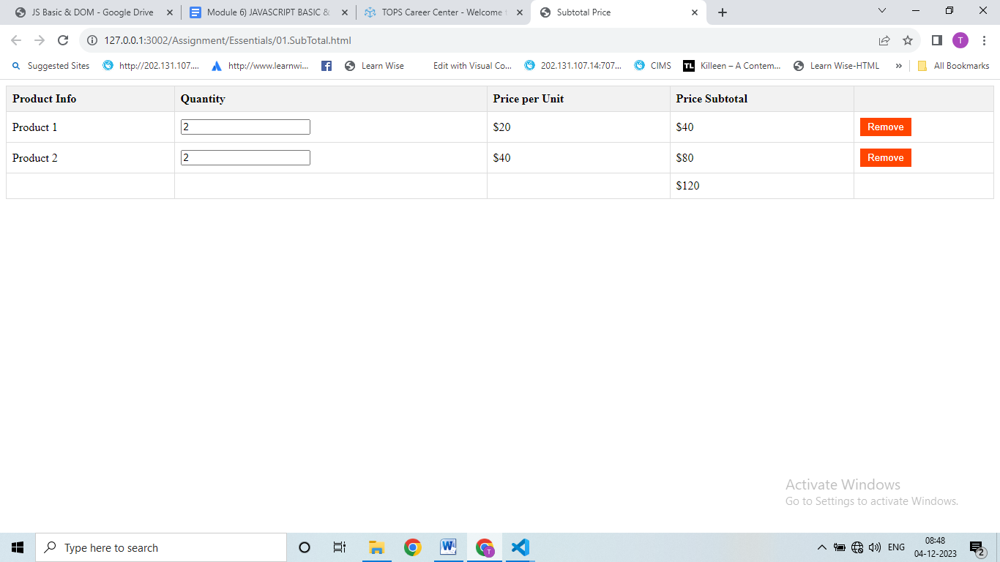 JS Basic & DOM - Google Drive
Module 6) JAVASCRIPT BASIC &
TOPS Career Center - Welcome
Subtotal Price
127.0.0.1:3002/Assignment/Essentials/01.SubTotal.html
T
Suggested Sites
http://202.131.107....
http://www.learnwi...
Learn Wise
Edit with Visual Co...
202.131.107.14:707...
CIMS
TL
Killeen – A Contem...
Learn Wise-HTML
»
All Bookmarks
Product Info Quantity Price per Unit Price Subtotal
Product 1 2 $20 $40 Remove
Product 2 2 $40 $80 Remove
$120
Activate Windows
Go to Settings to activate Windows.
Type here to search
T
ENG
08:48
04-12-2023
2